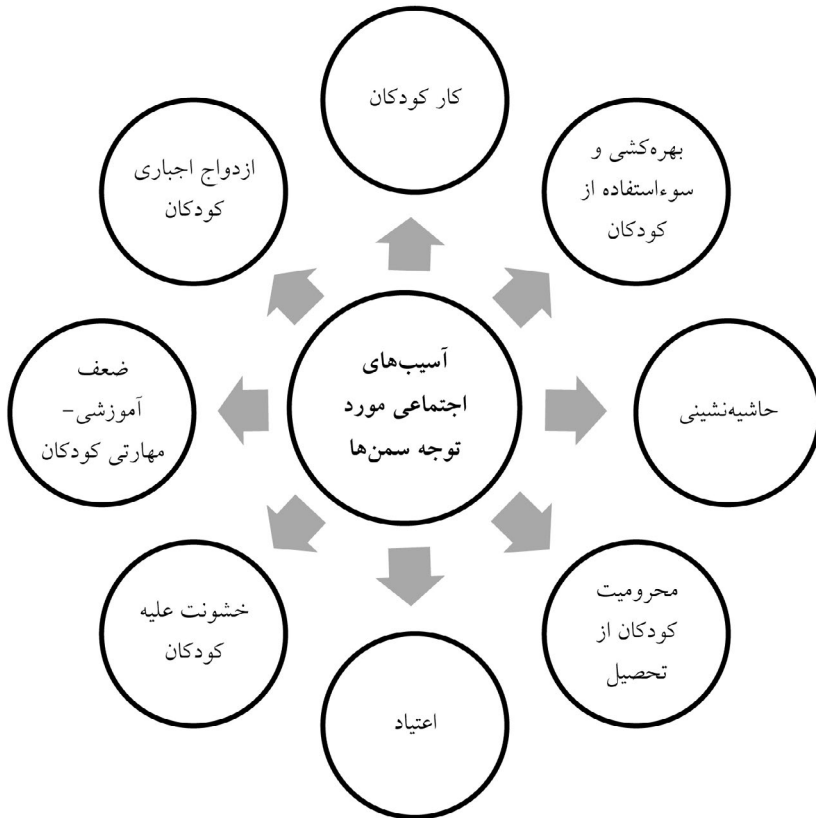 کار کودکان
بهره‌کشی و
سوءاستفاده از
کودکان
ازدواج اجباری
کودکان
آسیب‌های
اجتماعی مورد
توجه سمن‌ها
حاشیه‌نشینی
ضعف
آموزشی-
مهارتی کودکان
محرومیت
کودکان از
تحصیل
خشونت علیه
کودکان
اعتیاد